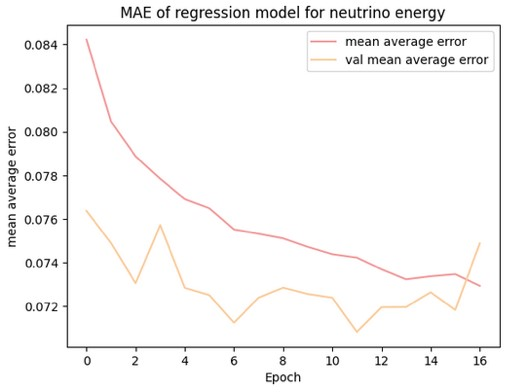 MAE of regression model for neutrino energy
mean average error
val mean average error
mean average error
0.084
0.082
0.080
0.078
0.076
0.074
0.072
0 2 4 6 8 10 12 14 16
Epoch